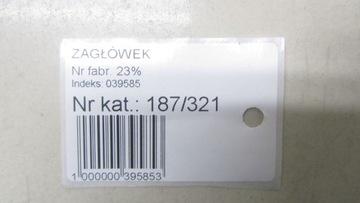 ZAGŁÓWEK
Nr fabr. 23%
Indeks: 039585
Nr kat.: 187/321
1 000000 395853